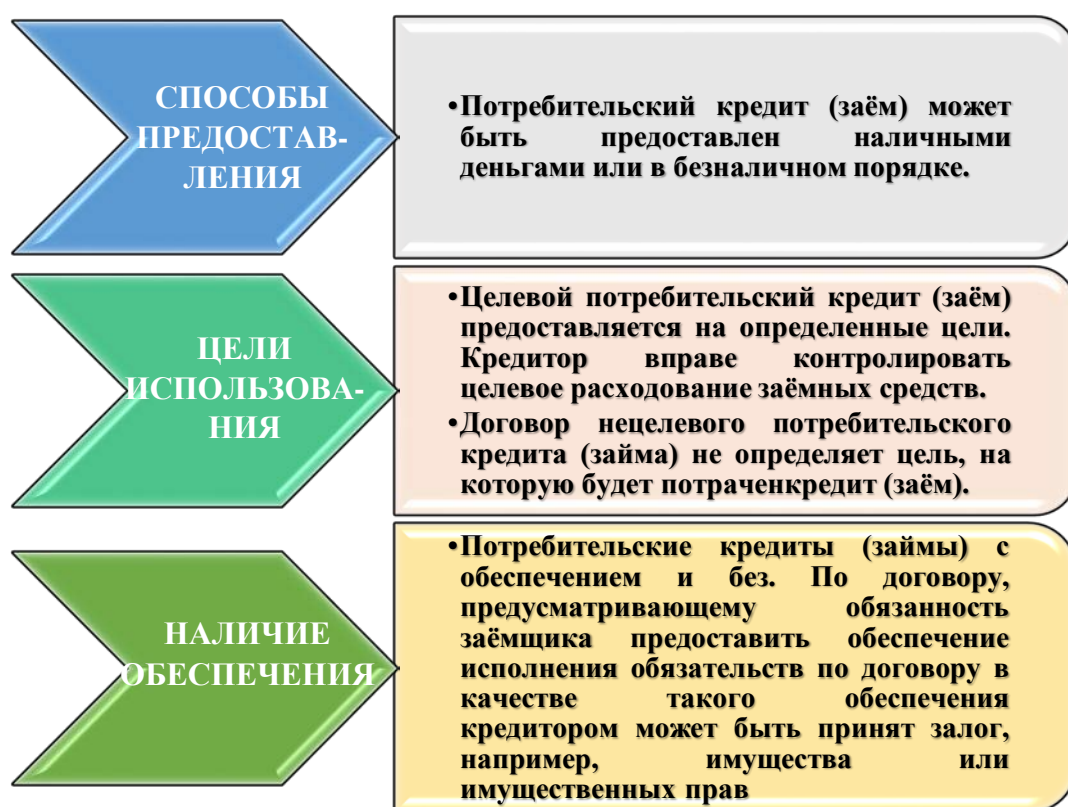 СПОСОБЫ
ПРЕДОСТАВ-
ЛЕНИЯ
•Потребительский кредит (заём) может
быть предоставлен наличными
деньгами или в безналичном порядке.
ЦЕЛИ
ИСПОЛЬЗОВА-
НИЯ
•Целевой потребительский кредит (заём)
предоставляется на определенные цели.
Кредитор вправе контролировать
целевое расходование заёмных средств.
•Договор нецелевого потребительского
кредита (займа) не определяет цель, на
которую будет потраченкредит (заём).
НАЛИЧИЕ
ОБЕСПЕЧЕНИЯ
•Потребительские кредиты (займы) с
обеспечением и без. По договору,
предусматривающему обязанность
заёмщика предоставить обеспечение
исполнения обязательств по договору в
качестве такого обеспечения
кредитором может быть принят залог,
например, имущества или
имущественных прав